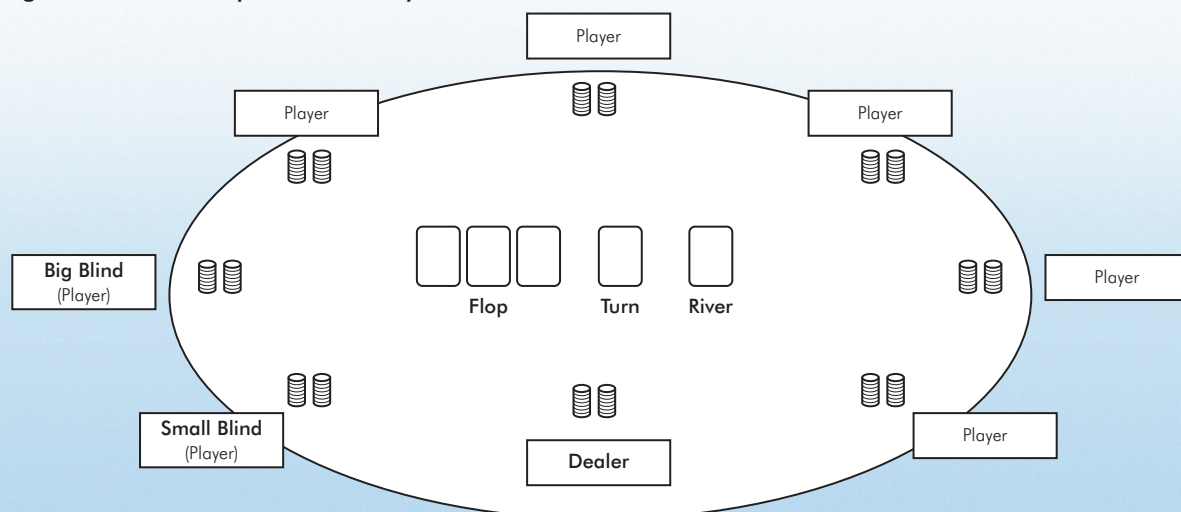 Player
Player
Player
Big Blind
(Player)
Player
Flop
Turn
River
Small Blind
(Player)
Player
Dealer